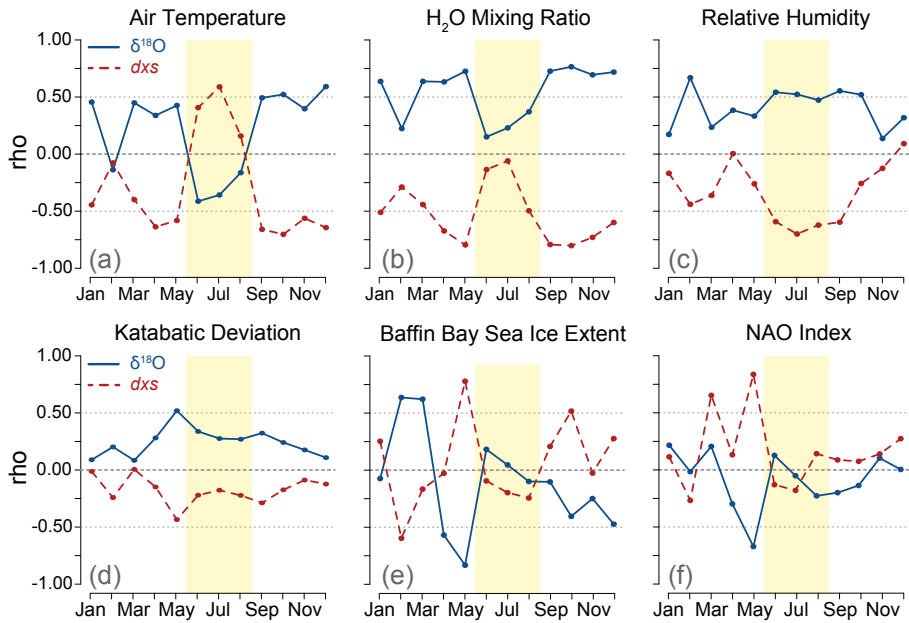 Air Temperature
H₂O Mixing Ratio
Relative Humidity
1.00
0.50
0.00
-0.50
-1.00
rho
δ¹⁸O
dxs
(a)
(b)
(c)
Jan Mar May Jul Sep Nov
Jan Mar May Jul Sep Nov
Jan Mar May Jul Sep Nov
Katabatic Deviation
Baffin Bay Sea Ice Extent
NAO Index
1.00
0.50
0.00
-0.50
-1.00
rho
δ¹⁸O
dxs
(d)
(e)
(f)
Jan Mar May Jul Sep Nov
Jan Mar May Jul Sep Nov
Jan Mar May Jul Sep Nov